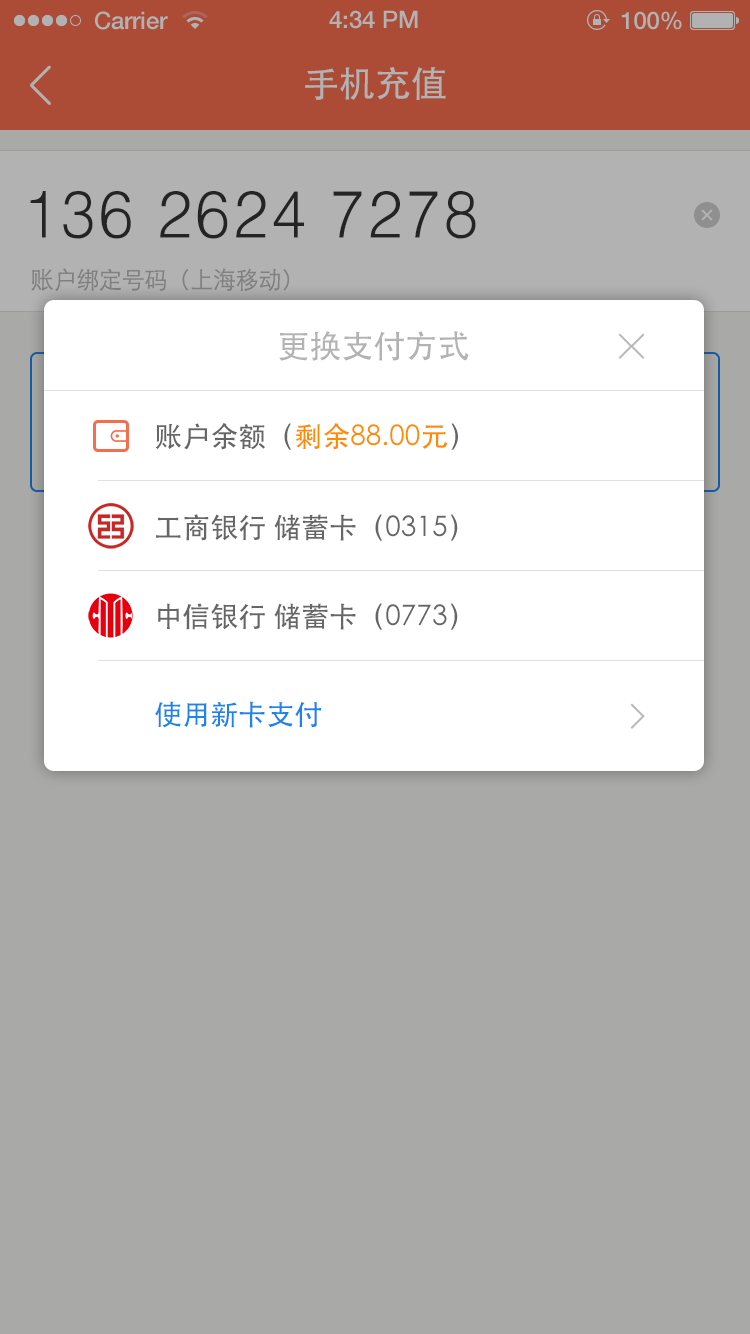 Carrier 4:34 PM 100%
手机充值
136 2624 7278
账户绑定号码（上海移动）
更换支付方式
账户余额（剩余88.00元）
工商银行 储蓄卡（0315）
中信银行 储蓄卡（0773）
使用新卡支付